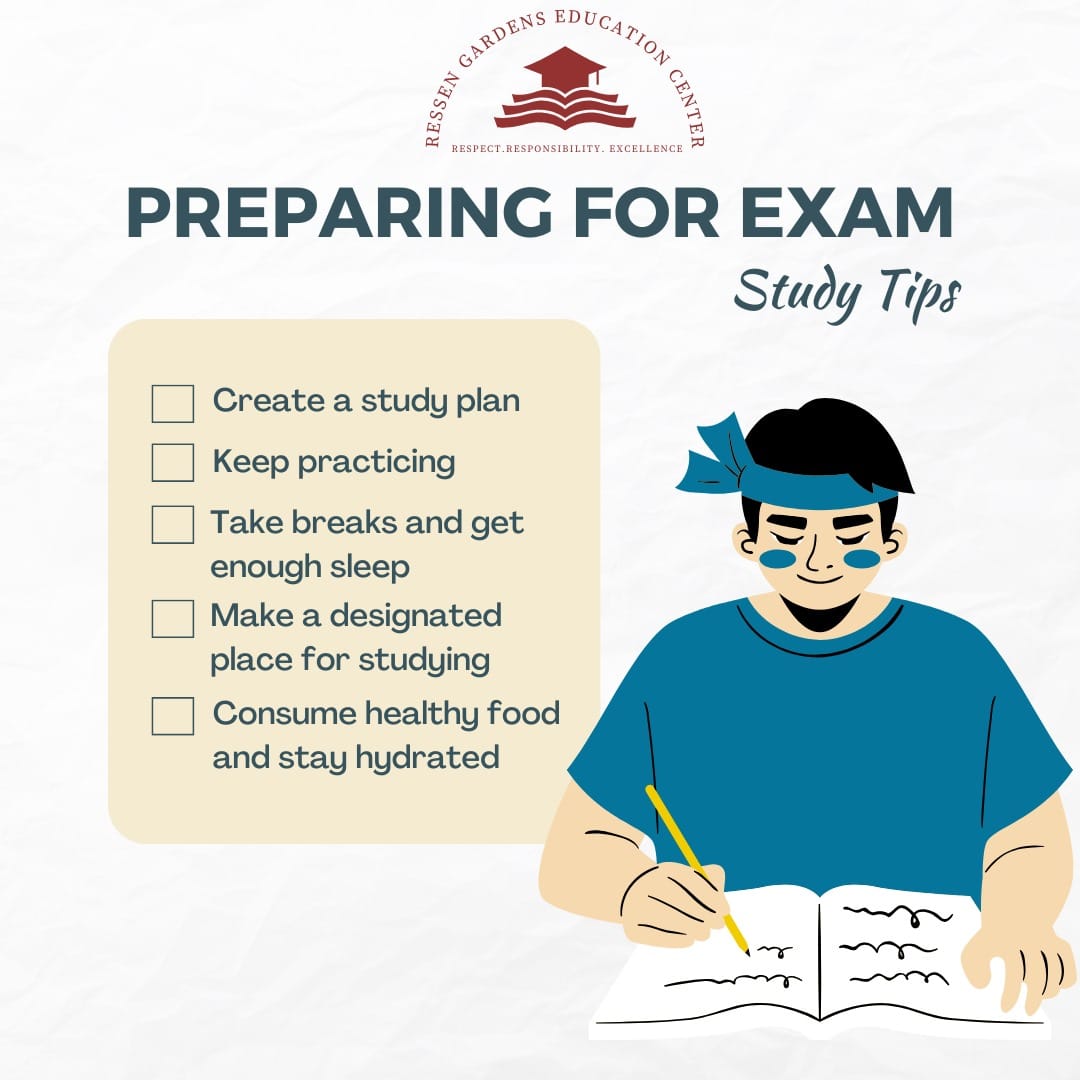 RESSEN GARDENS EDUCATION CENTER
RESPECT.RESPONSIBILITY. EXCELLENCE
PREPARING FOR EXAM
Study Tips
Create a study plan
Keep practicing
Take breaks and get
enough sleep
Make a designated
place for studying
Consume healthy food
and stay hydrated